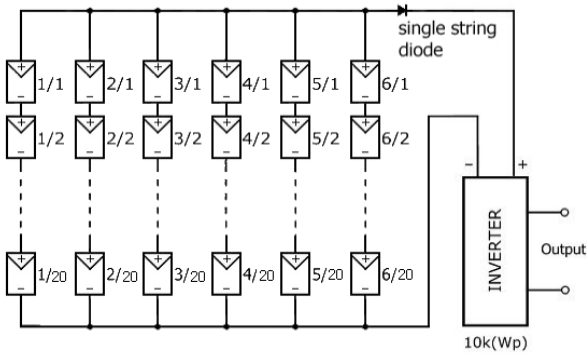 single string
diode
1/1 2/1 3/1 4/1 5/1 6/1
1/2 2/2 3/2 4/2 5/2 6/2
1/20 2/20 3/20 4/20 5/20 6/20
− +
INVERTER
Output
10k(Wp)